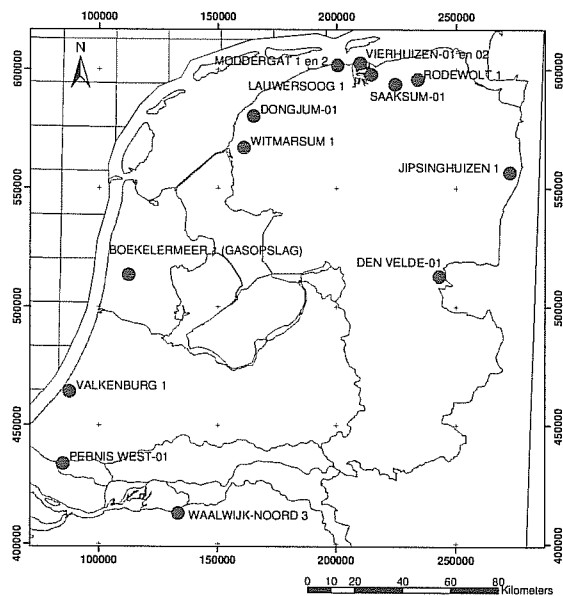 100000 150000 200000 250000
N
600000 600000
MODDERGAT 1 en 2
VIERHUIZEN-01 en 02
LAUWERSOOG 1
RODEWOLT 1
SAAKSUM-01
DONGJUM-01
WITMARSUM 1
JIPSINGHUIZEN 1
550000 550000
BOEKELERMEER 1 (GASOPSLAG)
DEN VELDE-01
500000 500000
VALKENBURG 1
450000 450000
PERNIS WEST-01
WAALWIJK-NOORD 3
400000 400000
100000 150000 200000 250000
0 10 20 40 60 80
Kilometers